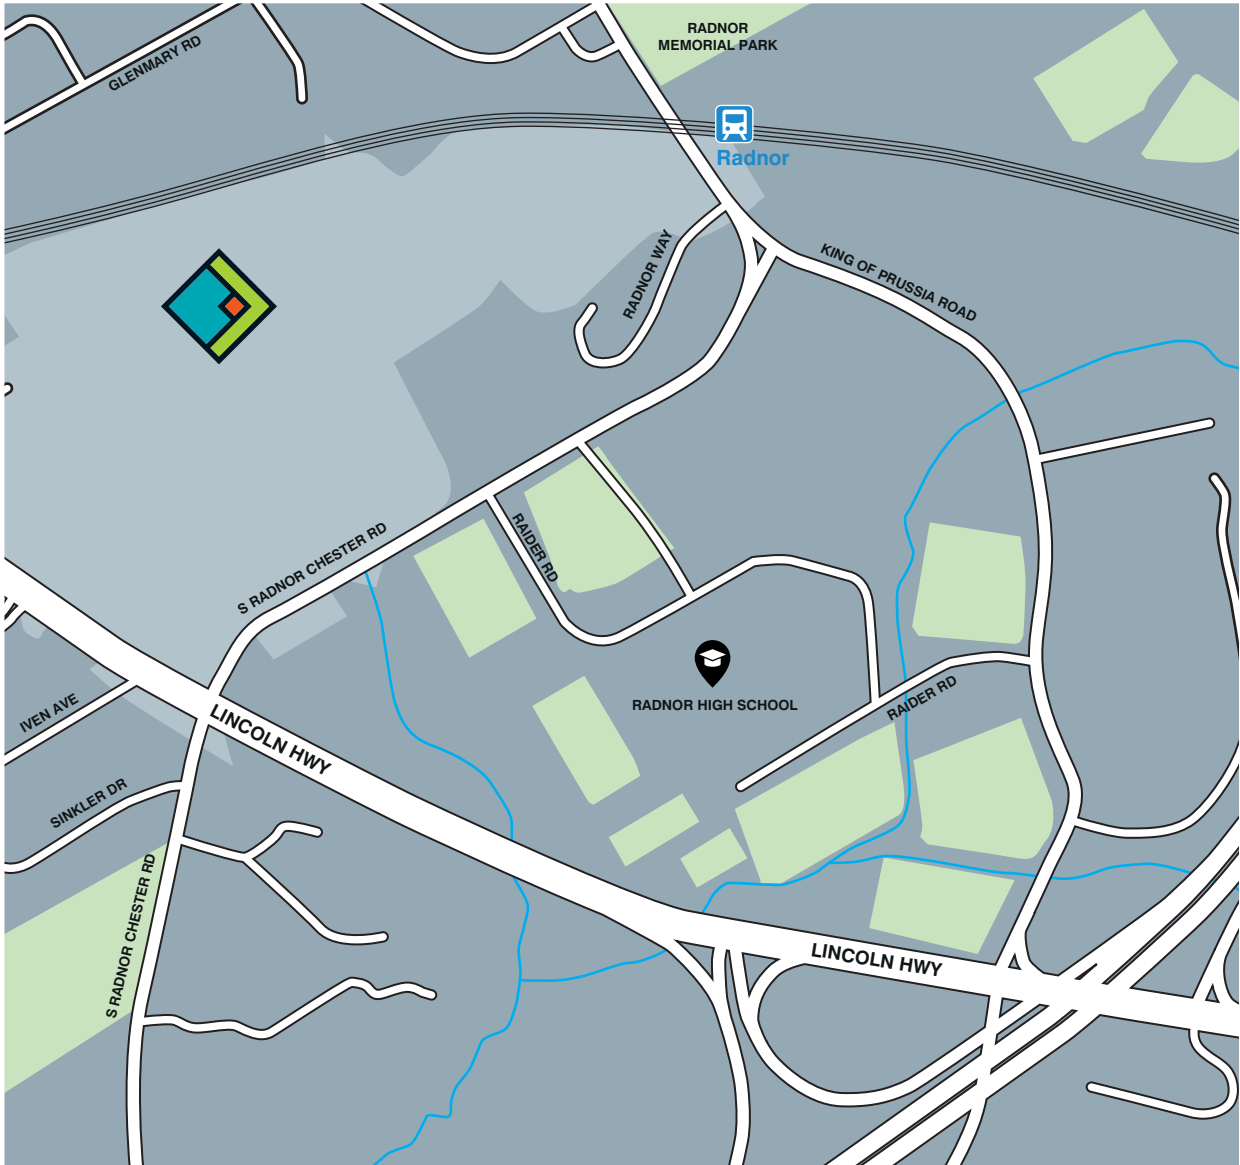 RADNOR
MEMORIAL PARK
GLENMARY RD
Radnor
RADNOR WAY
KING OF PRUSSIA ROAD
S RADNOR CHESTER RD
RAIDER RD
RADNOR HIGH SCHOOL
RAIDER RD
IVEN AVE
LINCOLN HWY
SINKLER DR
S RADNOR CHESTER RD
LINCOLN HWY